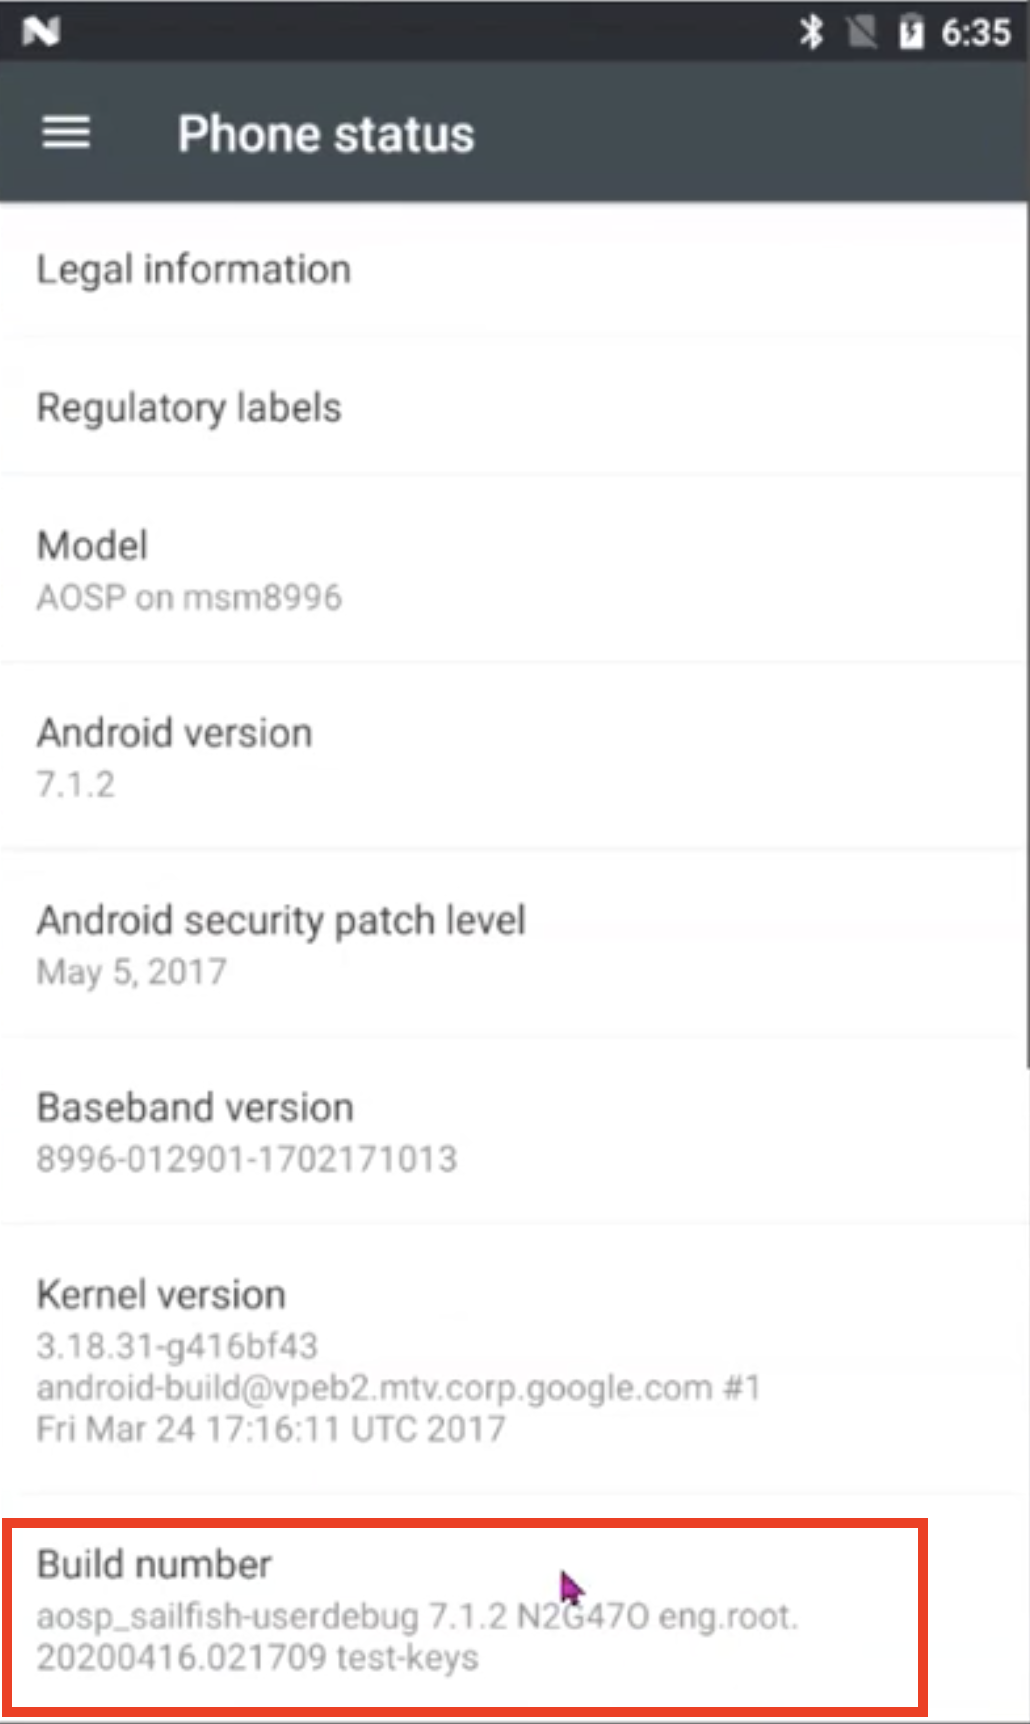 6:35
Phone status
Legal information
Regulatory labels
Model
AOSP on msm8996
Android version
7.1.2
Android security patch level
May 5, 2017
Baseband version
8996-012901-1702171013
Kernel version
3.18.31-g416bf43
android-build@vpeb2.mtv.corp.google.com #1
Fri Mar 24 17:16:11 UTC 2017
Build number
aosp_sailfish-userdebug 7.1.2 N2G47O eng.root.
20200416.021709 test-keys